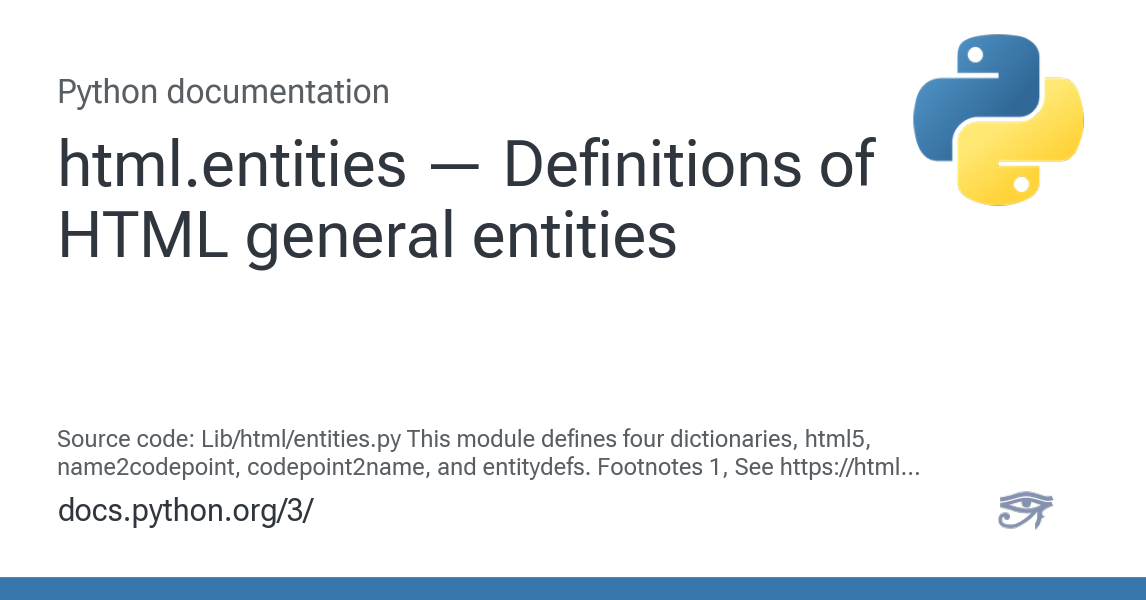 Python documentation
html.entities — Definitions of
HTML general entities
Source code: Lib/html/entities.py This module defines four dictionaries, html5,
name2codepoint, codepoint2name, and entitydefs. Footnotes 1, See https://html...
docs.python.org/3/